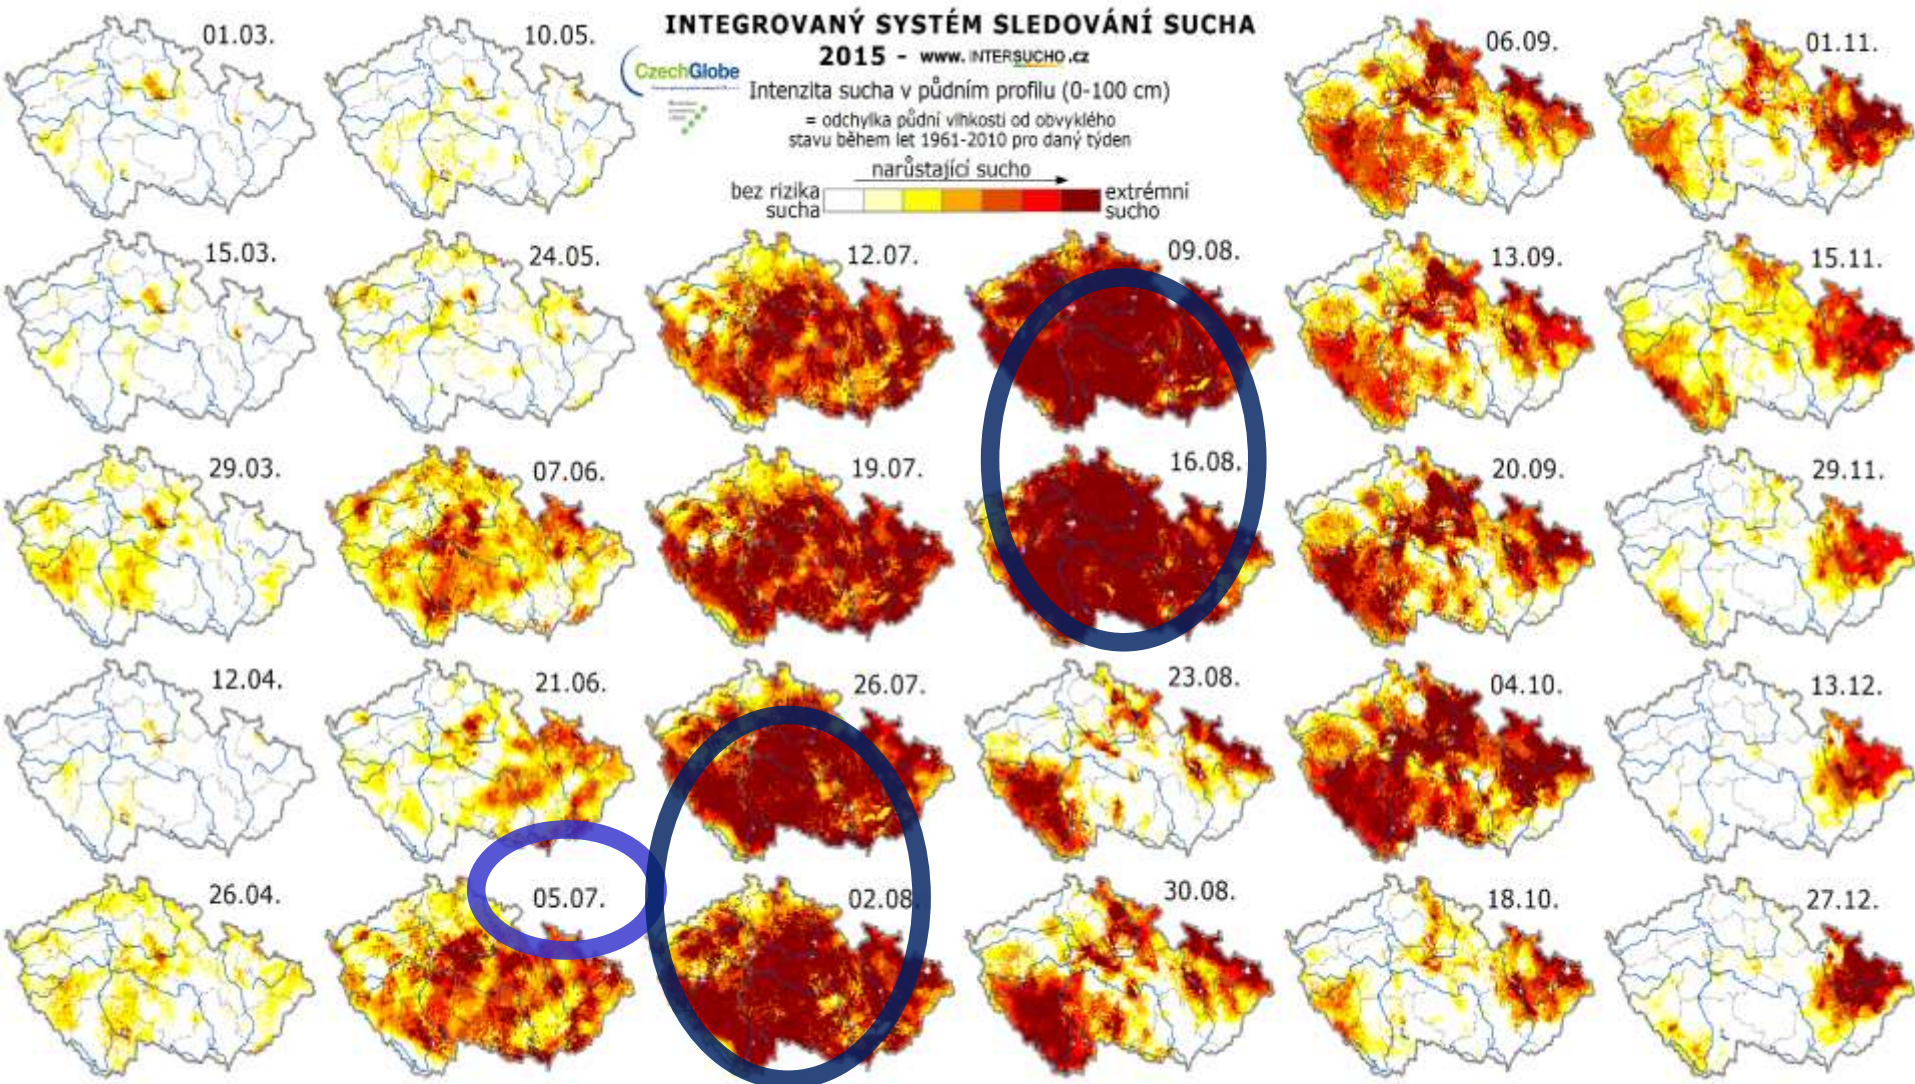 INTEGROVANÝ SYSTÉM SLEDOVÁNÍ SUCHA
2015 - www.INTERSUCHO.cz
CzechGlobe
Intenzita sucha v půdním profilu (0-100 cm)
= odchylka půdní vlhkosti od obvyklého
stavu během let 1961-2010 pro daný týden
narůstající sucho
bez rizika
sucha
extrémní
sucho
01.03.
10.05.
06.09.
01.11.
15.03.
24.05.
12.07.
09.08.
13.09.
15.11.
29.03.
07.06.
19.07.
16.08.
20.09.
29.11.
12.04.
21.06.
26.07.
23.08.
04.10.
13.12.
26.04.
05.07.
02.08.
30.08.
18.10.
27.12.